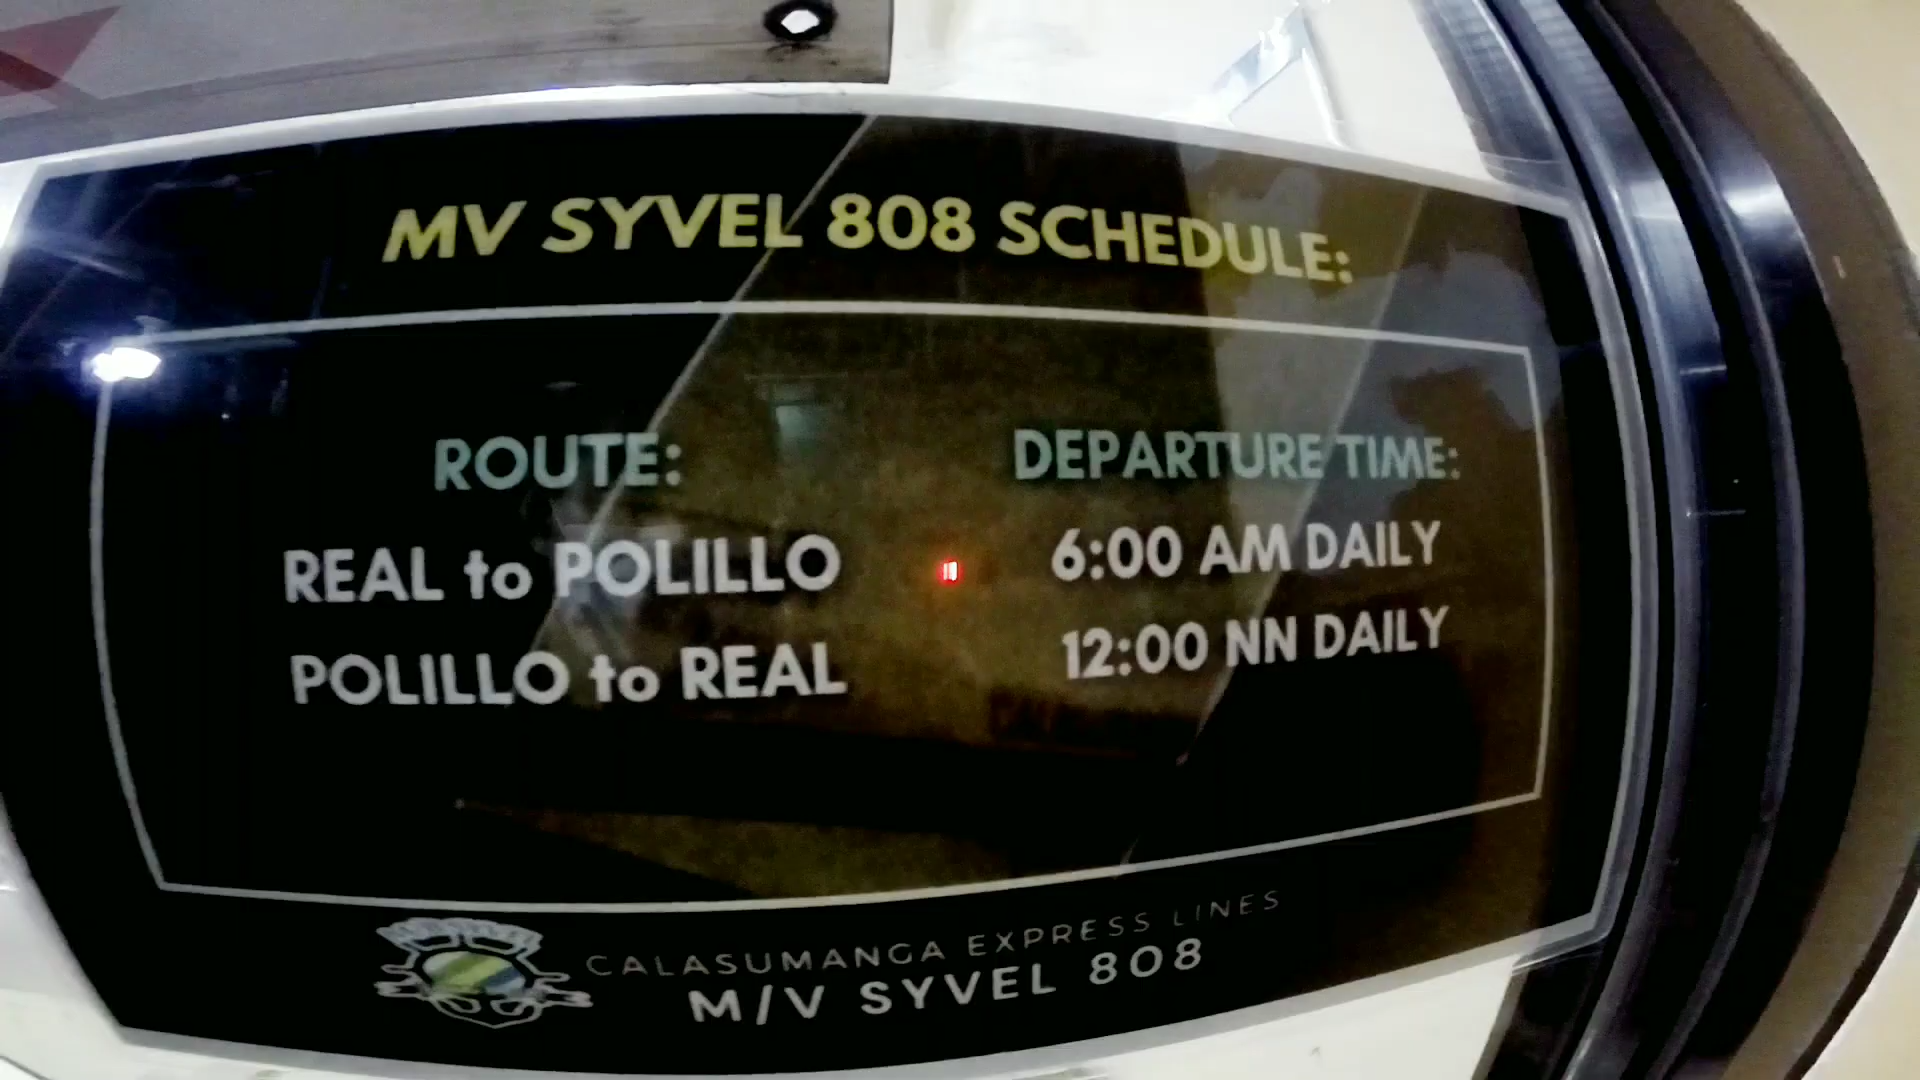 MV SYVEL 808 SCHEDULE:
ROUTE: DEPARTURE TIME:
REAL to POLILLO 6:00 AM DAILY
POLILLO to REAL 12:00 NN DAILY
CALASUMANGA EXPRESS LINES
M/V SYVEL 808